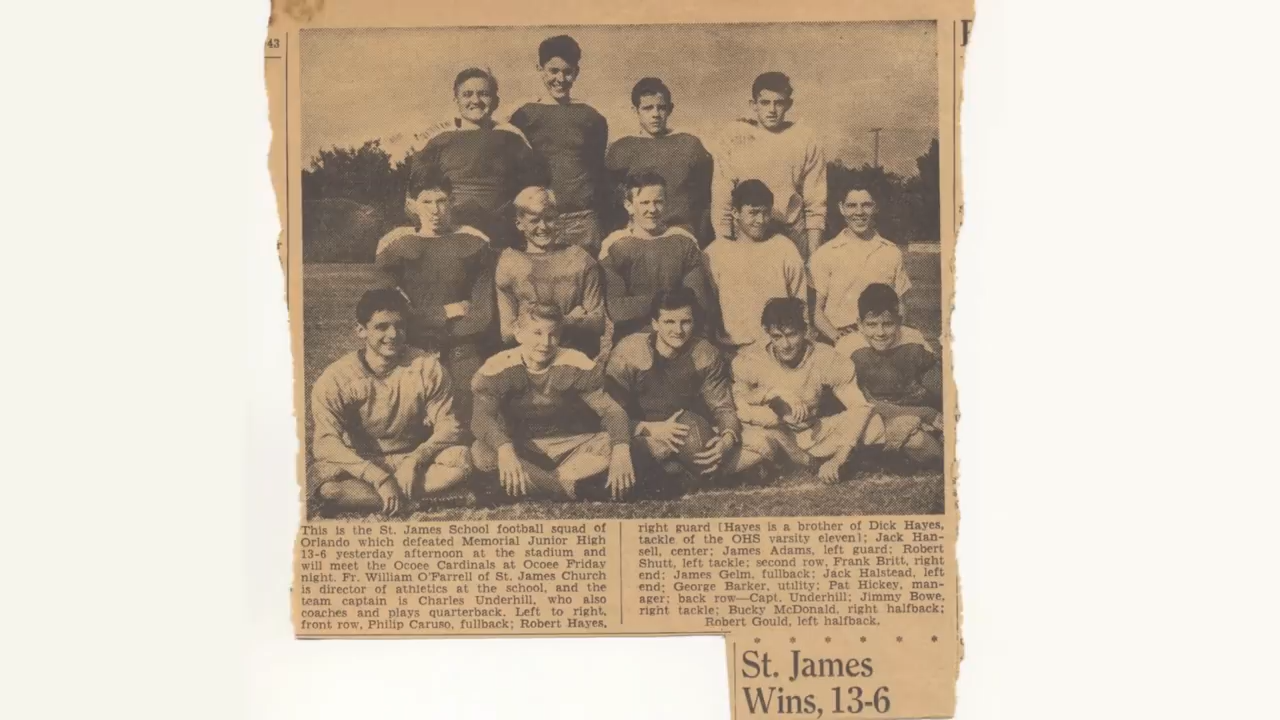 43
This is the St. James School football squad of
Orlando which defeated Memorial Junior High
13-6 yesterday afternoon at the stadium and
will meet the Ocoee Cardinals at Ocoee Friday
night. Fr. William O'Farrell of St. James Church
is director of athletics at the school, and the
team captain is Charles Underhill, who also
coaches and plays quarterback. Left to right,
front row, Philip Caruso, fullback; Robert Hayes,
right guard [Hayes is a brother of Dick Hayes,
tackle of the OHS varsity eleven]; Jack Han-
sell, center; James Adams, left guard; Robert
Shutt, left tackle; second row, Frank Britt, right
end; James Gelm, fullback; Jack Halstead, left
end; George Barker, utility; Pat Hickey, man-
ager; back row—Capt. Underhill; Jimmy Bowe,
right tackle; Bucky McDonald, right halfback;
Robert Gould, left halfback.
* * * * * *
St. James
Wins, 13-6